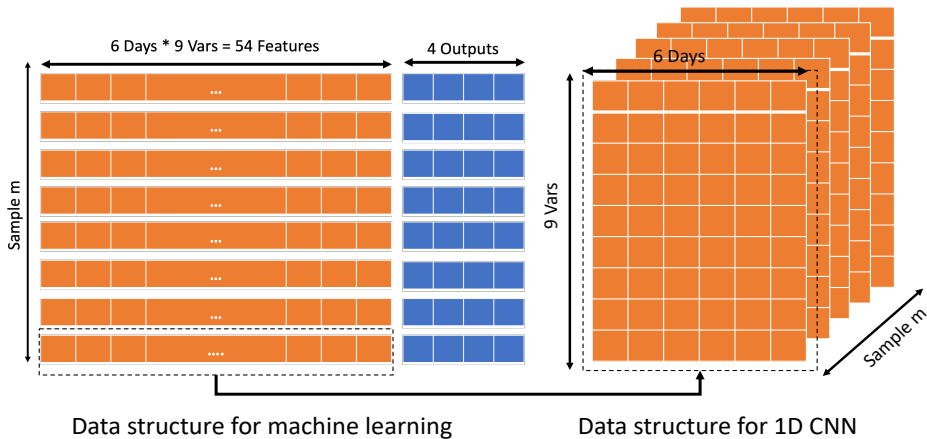 6 Days * 9 Vars = 54 Features
4 Outputs
Sample m
...
...
...
...
...
...
...
....
6 Days
9 Vars
Sample m
Data structure for machine learning
Data structure for 1D CNN